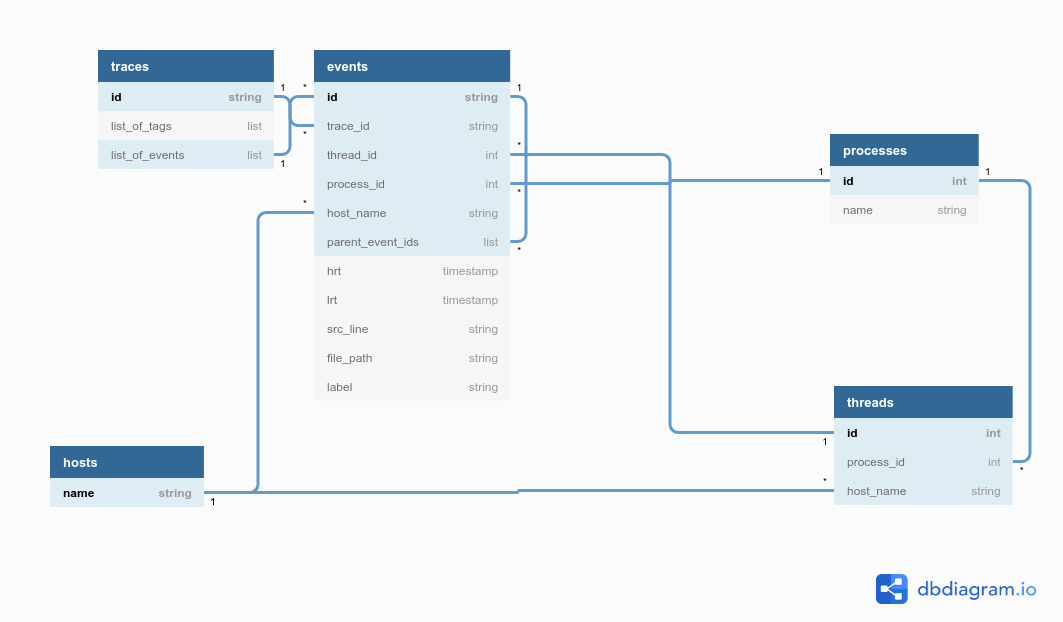 traces
id string
list_of_tags list
list_of_events list
1
1
events
id string
trace_id string
thread_id int
process_id int
host_name string
parent_event_ids list
hrt timestamp
lrt timestamp
src_line string
file_path string
label string
*
*
*
1
*
*
*
processes
id int
name string
1
1
threads
id int
process_id int
host_name string
1
*
*
hosts
name string
1
dbdiagram.io